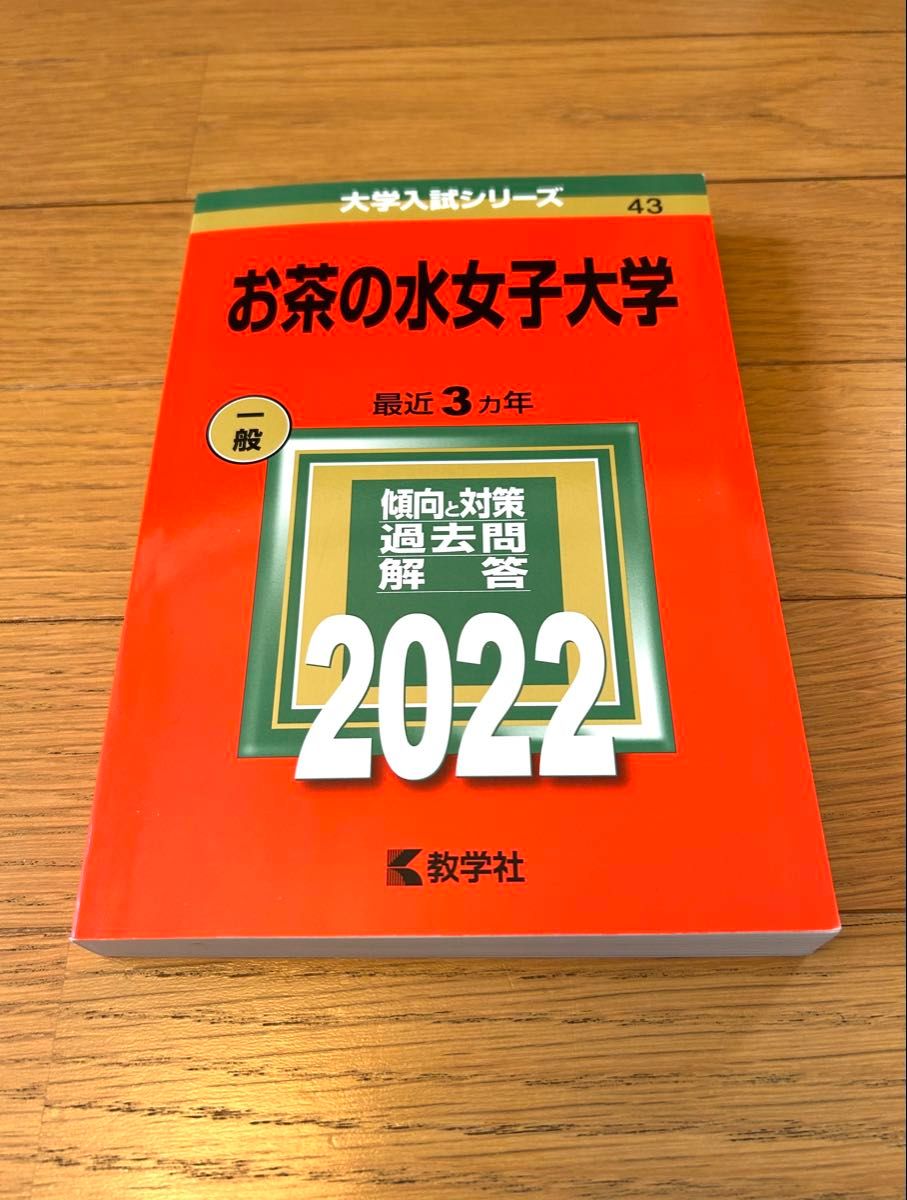 大学入試シリーズ
43
お茶の水女子大学
最近3ヵ年
一
般
傾向と対策
過去問
解答
2022
教学社